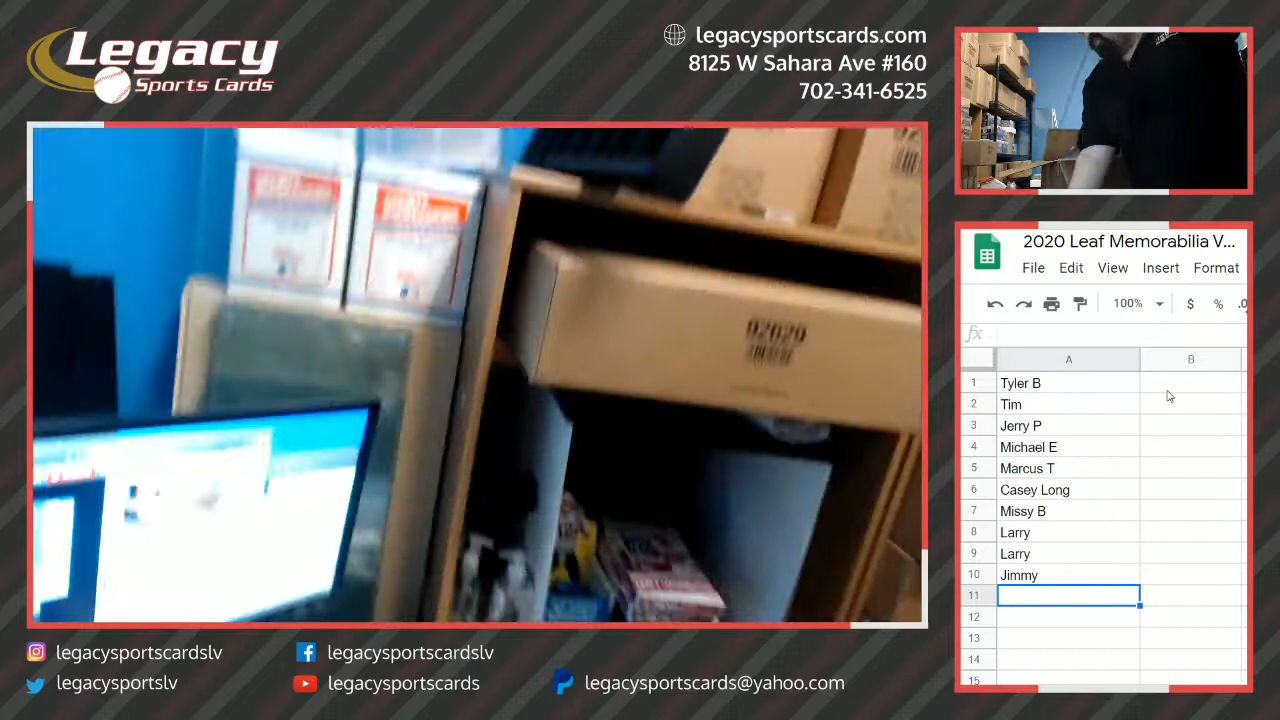 Legacy
Sports Cards
legacysportscards.com
8125 W Sahara Ave #160
702-341-6525
92029
2020 Leaf Memorabilia V...
File Edit View Insert Format
100% $ % .0
fx
A B
1 Tyler B
2 Tim
3 Jerry P
4 Michael E
5 Marcus T
6 Casey Long
7 Missy B
8 Larry
9 Larry
10 Jimmy
11
12
13
14
15
legacysportscardslv
legacysportscardslv
legacysportslv
legacysportscards
legacysportscards@yahoo.com